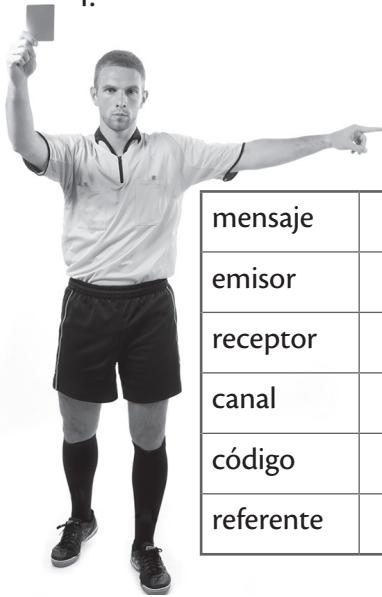 mensaje
emisor
receptor
canal
código
referente